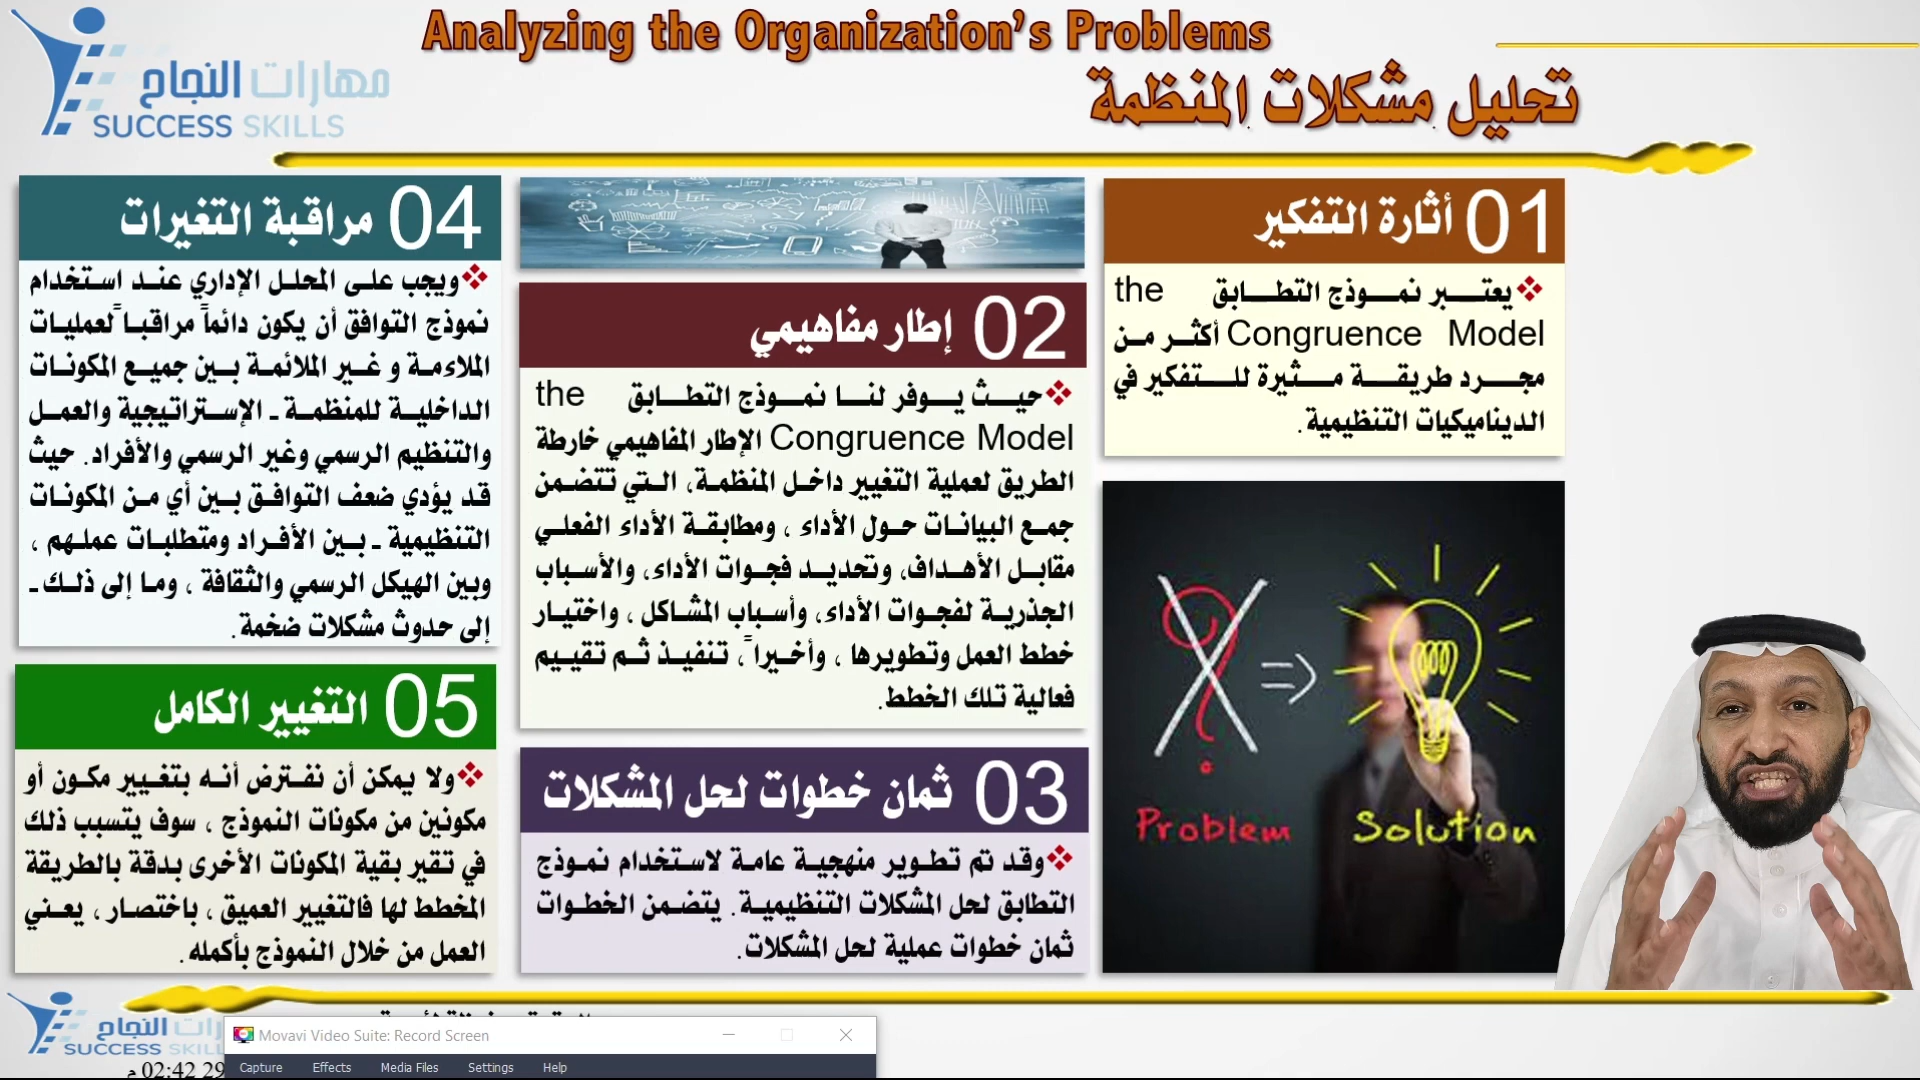 Analyzing the Organization's Problems
تحليل مشكلات المنظمة
مهارات النجاح
SUCCESS SKILLS
01 أثارة التفكير
❖يعتبر نموذج التطابق the
Congruence Model أكثر من
مجرد طريقة مثيرة للتفكير في
الديناميكيات التنظيمية.
Problem
Solution
02 إطار مفاهيمي
❖حيث يوفر لنا نموذج التطابق the
Congruence Model الإطار المفاهيمي خارطة
الطريق لعملية التغيير داخل المنظمة، التي تتضمن
جمع البيانات حول الأداء ، ومطابقة الأداء الفعلي
مقابل الأهداف، وتحديد فجوات الأداء، والأسباب
الجذرية لفجوات الأداء، وأسباب المشاكل ، واختيار
خطط العمل وتطويرها ، وأخيراً ، تنفيذ ثم تقييم
فعالية تلك الخطط.
03 ثمان خطوات لحل المشكلات
❖وقد تم تطوير منهجية عامة لاستخدام نموذج
التطابق لحل المشكلات التنظيمية. يتضمن الخطوات
ثمان خطوات عملية لحل المشكلات.
04 مراقبة التغيرات
❖ويجب على المحلل الإداري عند استخدام
نموذج التوافق أن يكون دائماً مراقباً لعمليات
الملاءمة و غير الملائمة بين جميع المكونات
الداخلية للمنظمة ـ الإستراتيجية والعمل
والتنظيم الرسمي وغير الرسمي والأفراد. حيث
قد يؤدي ضعف التوافق بين أي من المكونات
التنظيمية ـ بين الأفراد ومتطلبات عملهم ،
وبين الهيكل الرسمي والثقافة ، وما إلى ذلك ـ
إلى حدوث مشكلات ضخمة.
05 التغيير الكامل
❖ولا يمكن أن نفترض أنه بتغيير مكون أو
مكونين من مكونات النموذج ، سوف يتسبب ذلك
في تقير بقية المكونات الأخرى بدقة بالطريقة
المخطط لها فالتغيير العميق ، باختصار ، يعني
العمل من خلال النموذج بأكمله.
النجاح
SUCCESS SKILL
02:42 29 م
Movavi Video Suite: Record Screen
Capture Effects Media Files Settings Help